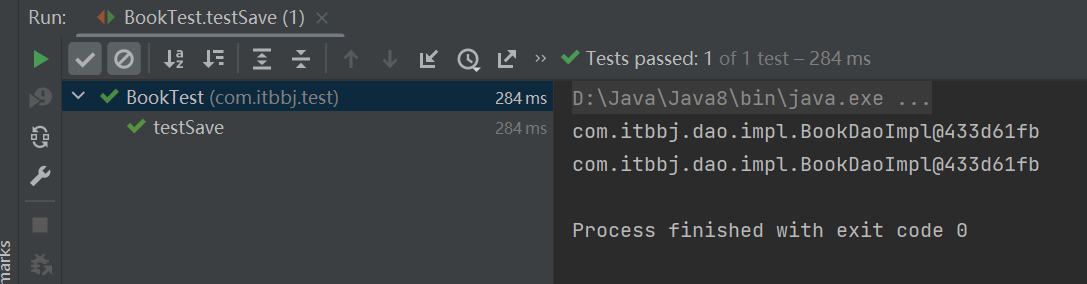 Run: BookTest.testSave (1) ×
Tests passed: 1 of 1 test – 284 ms
BookTest (com.itbbj.test) 284 ms
testSave 284 ms
D:\Java\Java8\bin\java.exe ...
com.itbbj.dao.impl.BookDaoImpl@433d61fb
com.itbbj.dao.impl.BookDaoImpl@433d61fb
Process finished with exit code 0
marks